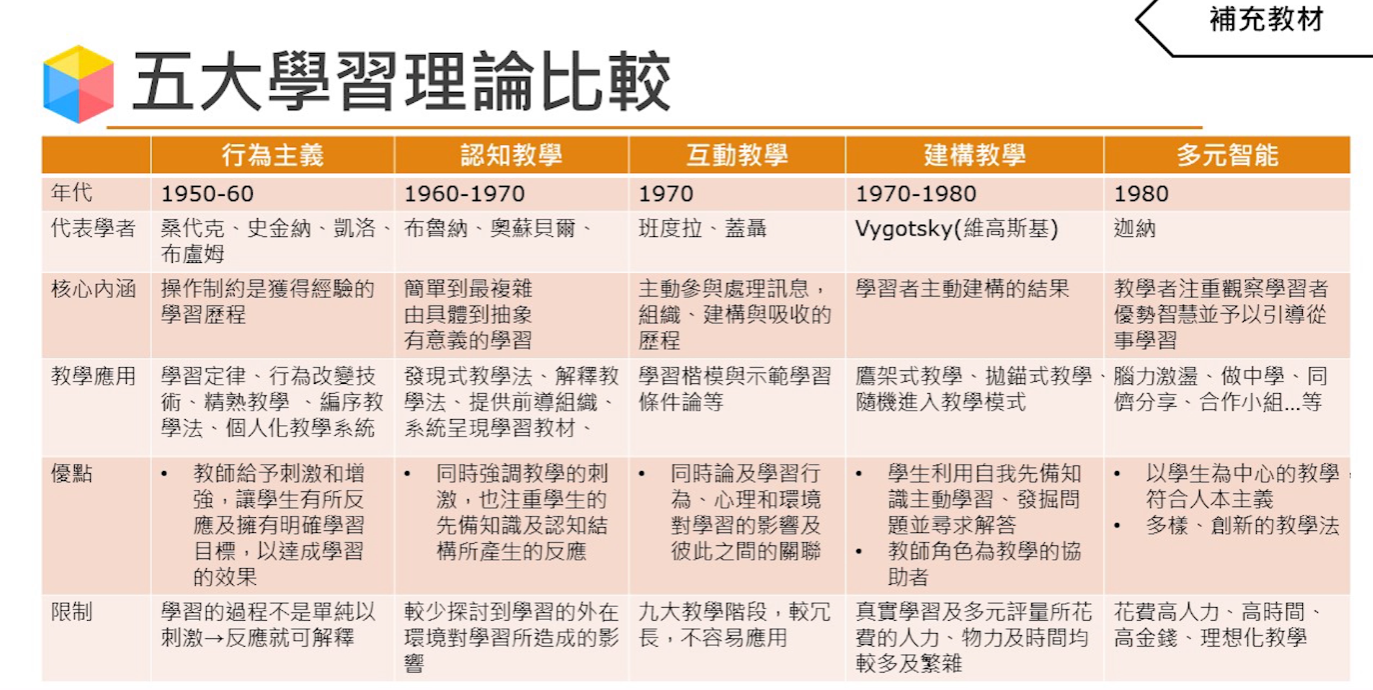 補充教材
五大學習理論比較
行為主義 認知教學 互動教學 建構教學 多元智能
年代 1950-60 1960-1970 1970 1970-1980 1980
代表學者
桑代克、史金納、凱洛、
布盧姆
布魯納、奧蘇貝爾、
班度拉、蓋聶
Vygotsky(維高斯基)
迦納
核心內涵
操作制約是獲得經驗的
學習歷程
簡單到最複雜
由具體到抽象
有意義的學習
主動參與處理訊息，
組織、建構與吸收的
歷程
學習者主動建構的結果
教學者注重觀察學習者
優勢智慧並予以引導從
事學習
教學應用
學習定律、行為改變技
術、精熟教學 、編序教
學法、個人化教學系統
發現式教學法、解釋教
學法、提供前導組織、
系統呈現學習教材、
學習楷模與示範學習
條件論等
鷹架式教學、拋錨式教學、
隨機進入教學模式
腦力激盪、做中學、同
儕分享、合作小組...等
優點
• 教師給予刺激和增
強，讓學生有所反
應及擁有明確學習
目標，以達成學習
的效果
• 同時強調教學的刺
激，也注重學生的
先備知識及認知結
構所產生的反應
• 同時論及學習行
為、心理和環境
對學習的影響及
彼此之間的關聯
• 學生利用自我先備知
識主動學習、發掘問
題並尋求解答
• 教師角色為教學的協
助者
• 以學生為中心的教學，
符合人本主義
• 多樣、創新的教學法
限制
學習的過程不是單純以
刺激→反應就可解釋
較少探討到學習的外在
環境對學習所造成的影
響
九大教學階段，較冗
長，不容易應用
真實學習及多元評量所花
費的人力、物力及時間均
較多及繁雜
花費高人力、高時間、
高金錢、理想化教學